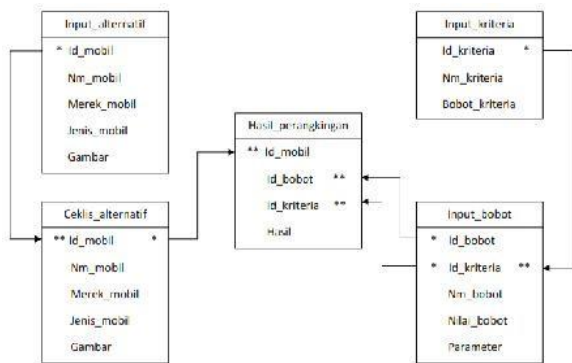 Input_alternatif
* Id_mobil
Nm_mobil
Merek_mobil
Jenis_mobil
Gambar
Input_kriteria
Id_kriteria *
Nm_kriteria
Bobot_kriteria
Hasil_perangkingan
** Id_mobil
Id_bobot **
Id_kriteria **
Hasil
Ceklis_alternatif
** Id_mobil *
Nm_mobil
Merek_mobil
Jenis_mobil
Gambar
Input_bobot
* Id_bobot
* Id_kriteria **
Nm_bobot
Nilai_bobot
Parameter